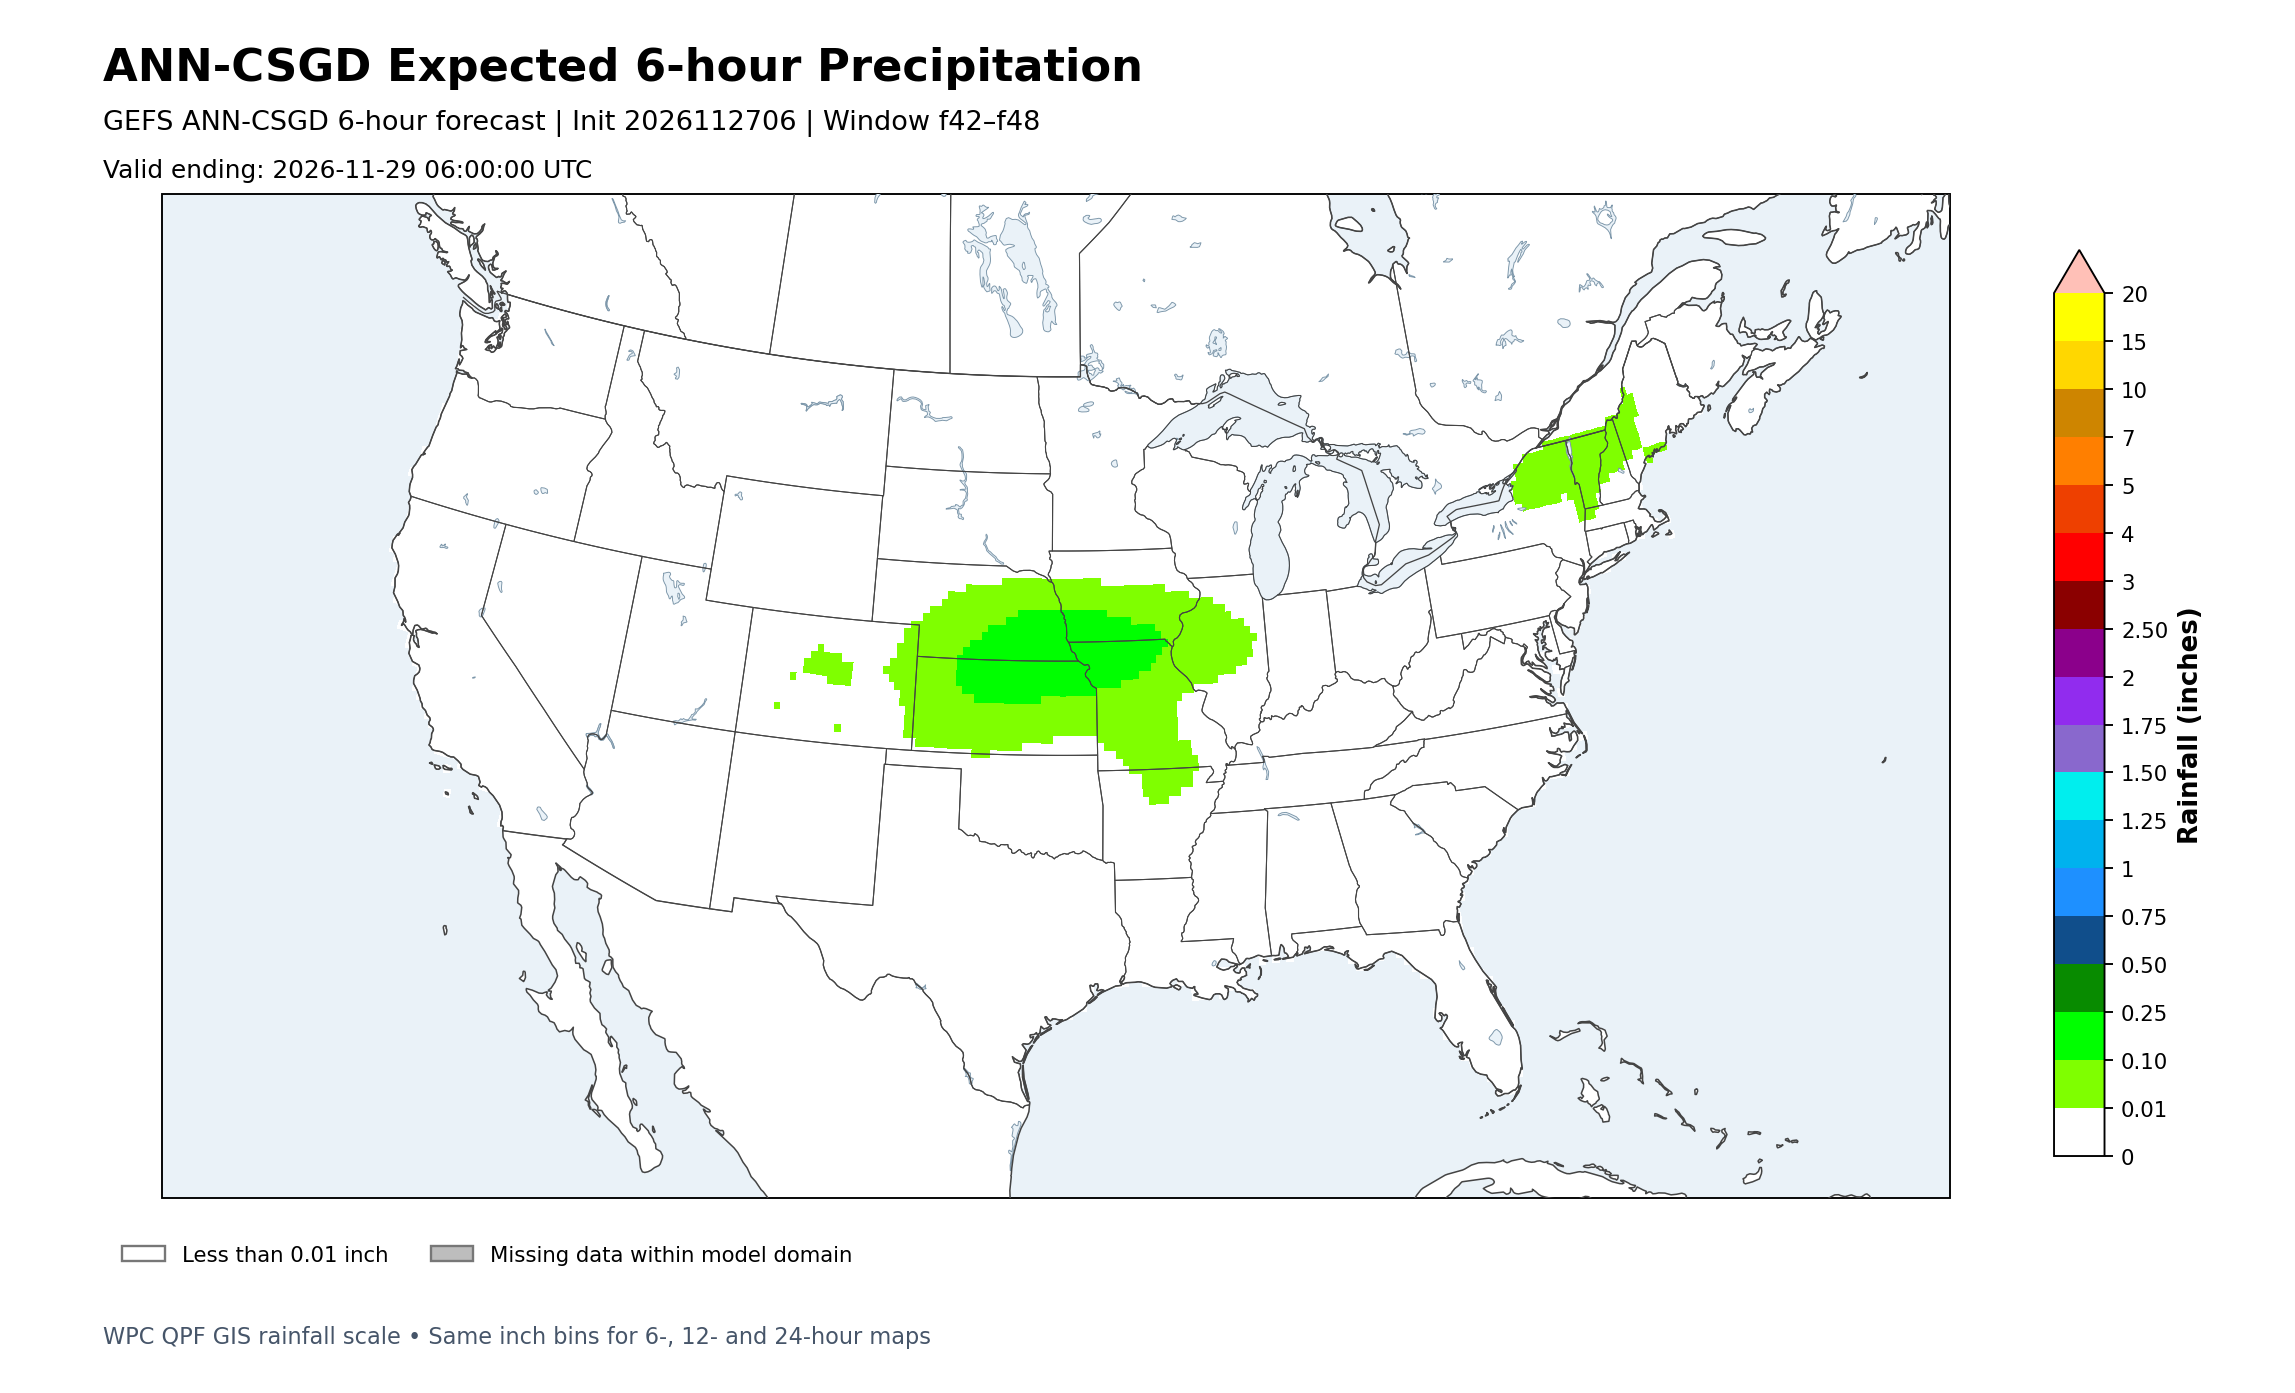 ANN-CSGD Expected 6-hour Precipitation
GEFS ANN-CSGD 6-hour forecast | Init 2026112706 | Window f42–f48
Valid ending: 2026-11-29 06:00:00 UTC
20
15
10
7
5
4
3
2.50
2
1.75
1.50
1.25
1
0.75
0.50
0.25
0.10
0.01
0
Rainfall (inches)
Less than 0.01 inch
Missing data within model domain
WPC QPF GIS rainfall scale • Same inch bins for 6-, 12- and 24-hour maps